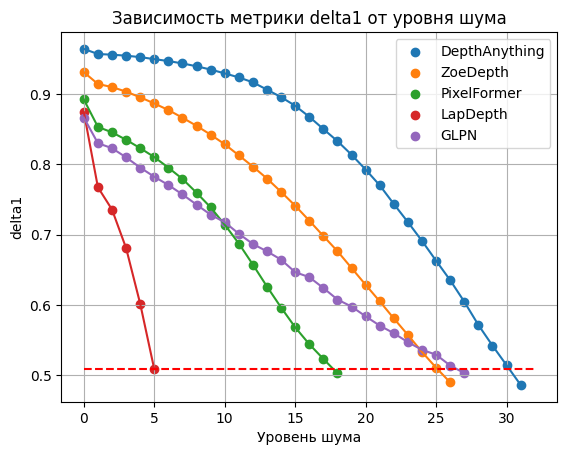 Зависимость метрики delta1 от уровня шума
DepthAnything
ZoeDepth
PixelFormer
LapDepth
GLPN
delta1
0.9
0.8
0.7
0.6
0.5
0 5 10 15 20 25 30
Уровень шума